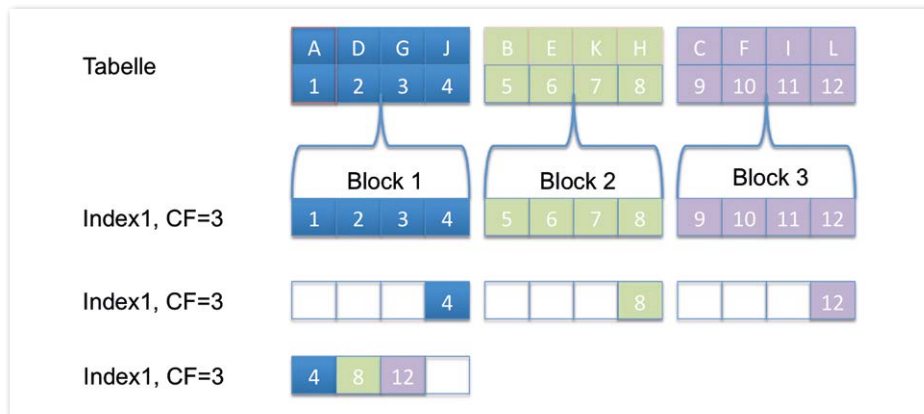 A D G J B E K H C F I L
Tabelle
1 2 3 4 5 6 7 8 9 10 11 12
Block 1 Block 2 Block 3
Index1, CF=3 1 2 3 4 5 6 7 8 9 10 11 12
Index1, CF=3 4 8 12
Index1, CF=3 4 8 12